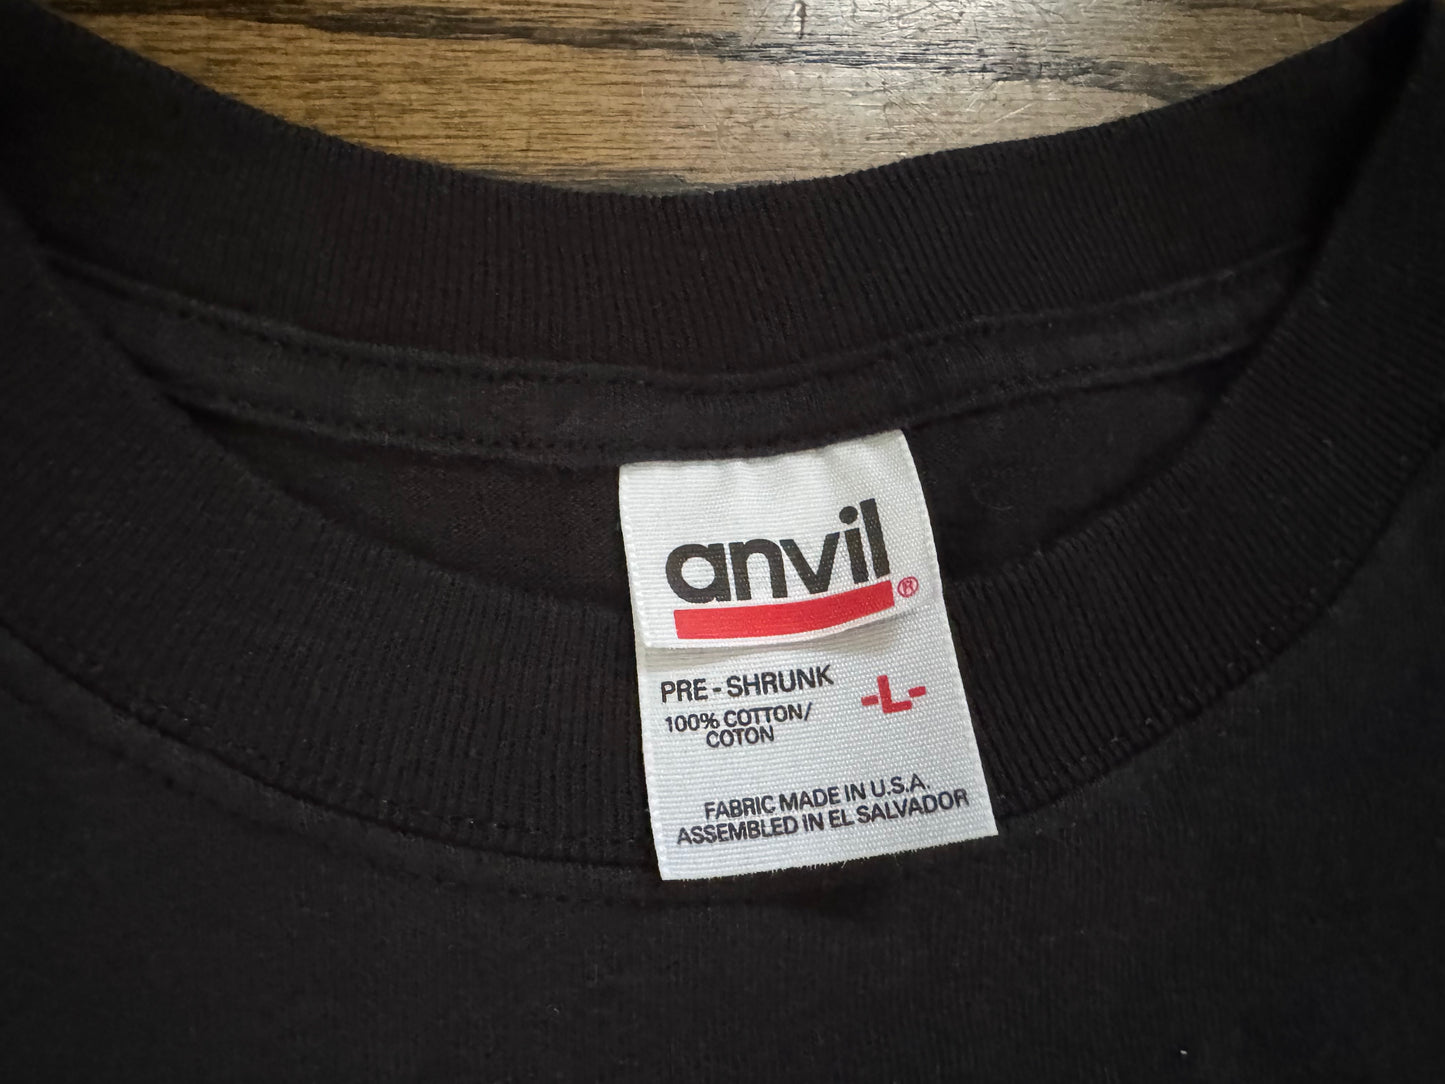 anvil®
PRE-SHRUNK
-L-
100% COTTON/
COTON
FABRIC MADE IN U.S.A.
ASSEMBLED IN EL SALVADOR